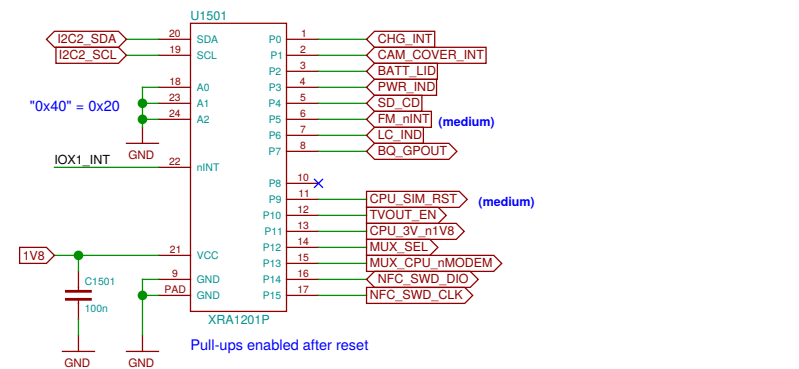 U1501
I2C2_SDA 20 SDA P0 1 CHG_INT
I2C2_SCL 19 SCL P1 2 CAM_COVER_INT
P2 3 BATT_LID
18 A0 P3 4 PWR_IND
"0x40" = 0x20 23 A1 P4 5 SD_CD
24 A2 P5 6 FM_nINT (medium)
P6 7 LC_IND
GND P7 8 BQ_GPOUT
IOX1_INT 22 nINT
P8 10
P9 11 CPU_SIM_RST (medium)
P10 12 TVOUT_EN
P11 13 CPU_3V_n1V8
P12 14 MUX_SEL
1V8 21 VCC P13 15 MUX_CPU_nMODEM
C1501 9 GND P14 16 NFC_SWD_DIO
100n PAD GND P15 17 NFC_SWD_CLK
XRA1201P
Pull-ups enabled after reset
GND GND